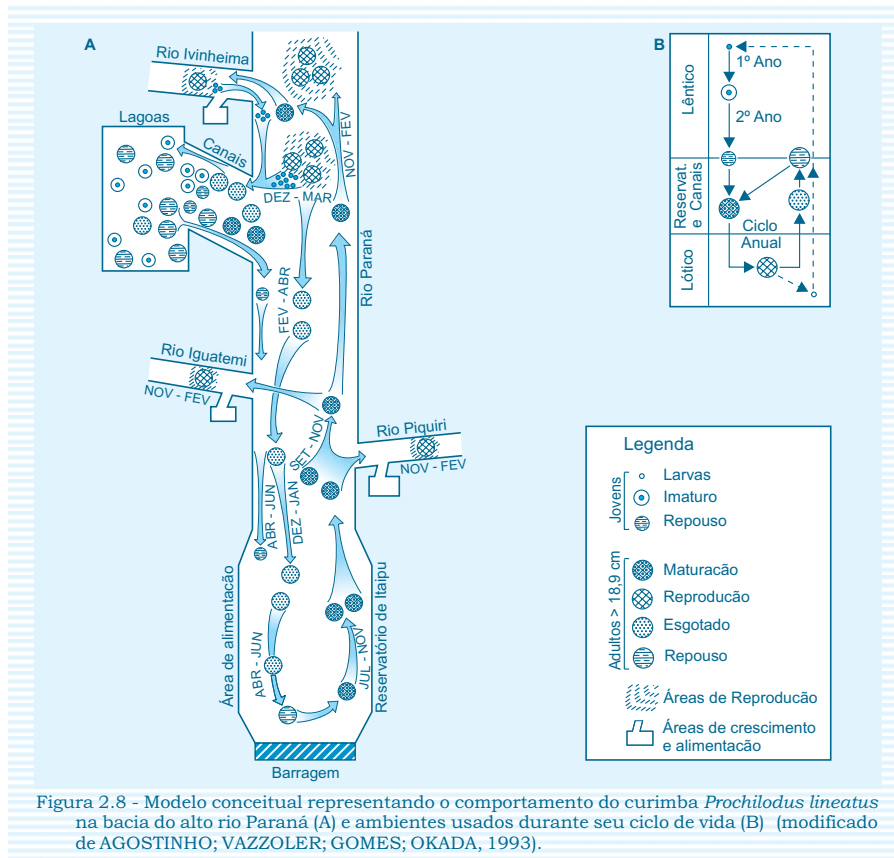 A
Rio Ivinheima
Lagoas
Canais
NOV - FEV
DEZ - MAR
Rio Paraná
FEV - ABR
Rio Iguatemi
NOV - FEV
Rio Piquiri
NOV - FEV
SET - NOV
ABR - JUN
DEZ - JAN
Área de alimentacão
Reservatório de Itaipu
ABR - JUN
JUL - NOV
Barragem
B
Lêntico
1º Ano
2º Ano
Reservat.
e Canais
Ciclo
Anual
Lótico
Legenda
Jovens
Larvas
Imaturo
Repouso
Adultos > 18,9 cm
Maturacão
Reproducão
Esgotado
Repouso
Áreas de Reproducão
Áreas de crescimento
e alimentacão
Figura 2.8 - Modelo conceitual representando o comportamento do curimba Prochilodus lineatus
na bacia do alto rio Paraná (A) e ambientes usados durante seu ciclo de vida (B) (modificado
de AGOSTINHO; VAZZOLER; GOMES; OKADA, 1993).